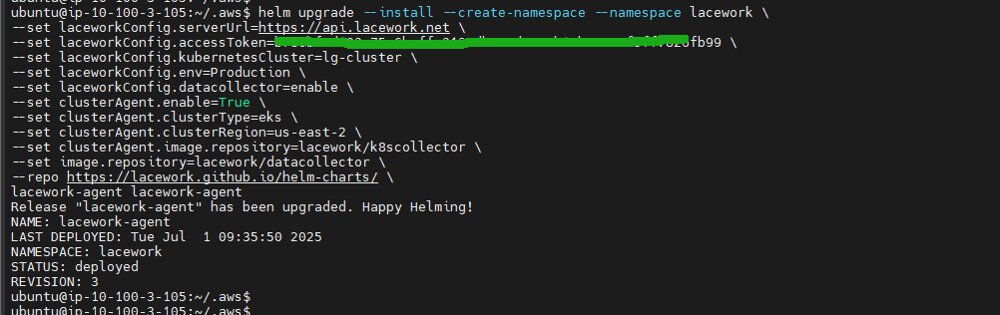 ubuntu@ip-10-100-3-105:~/.aws$ helm upgrade --install --create-namespace --namespace lacework \
--set laceworkConfig.serverUrl=https://api.lacework.net \
--set laceworkConfig.accessToken= fb99 \
--set laceworkConfig.kubernetesCluster=lg-cluster \
--set laceworkConfig.env=Production \
--set laceworkConfig.datacollector=enable \
--set clusterAgent.enable=True \
--set clusterAgent.clusterType=eks \
--set clusterAgent.clusterRegion=us-east-2 \
--set clusterAgent.image.repository=lacework/k8scollector \
--set image.repository=lacework/datacollector \
--repo https://lacework.github.io/helm-charts/ \
lacework-agent lacework-agent
Release "lacework-agent" has been upgraded. Happy Helming!
NAME: lacework-agent
LAST DEPLOYED: Tue Jul  1 09:35:50 2025
NAMESPACE: lacework
STATUS: deployed
REVISION: 3
ubuntu@ip-10-100-3-105:~/.aws$
ubuntu@ip-10-100-3-105:~/.aws$